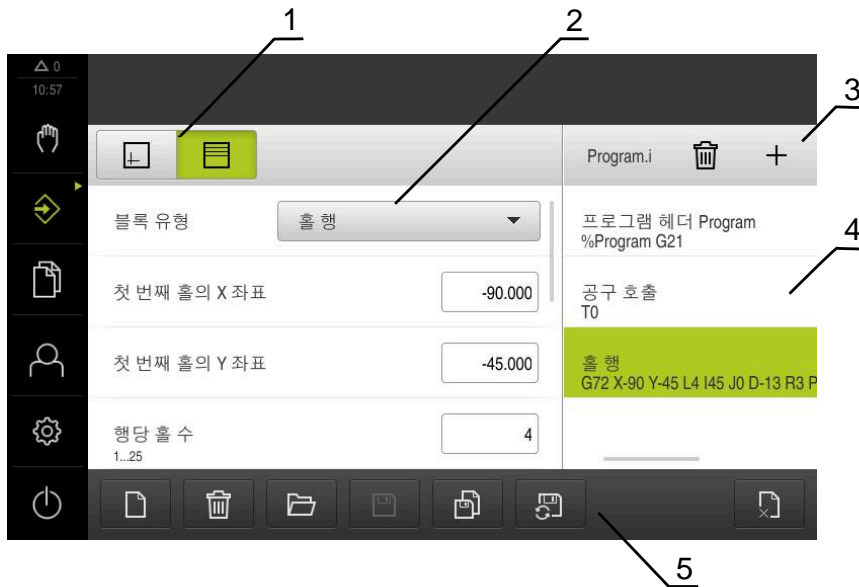 1
2
3
4
5
0
10:57
Program.i
블록 유형
홀 행
첫 번째 홀의 X 좌표
-90.000
첫 번째 홀의 Y 좌표
-45.000
행당 홀 수
1...25
4
프로그램 헤더 Program
%Program G21
공구 호출
T0
홀 행
G72 X-90 Y-45 L4 I45 J0 D-13 R3 P